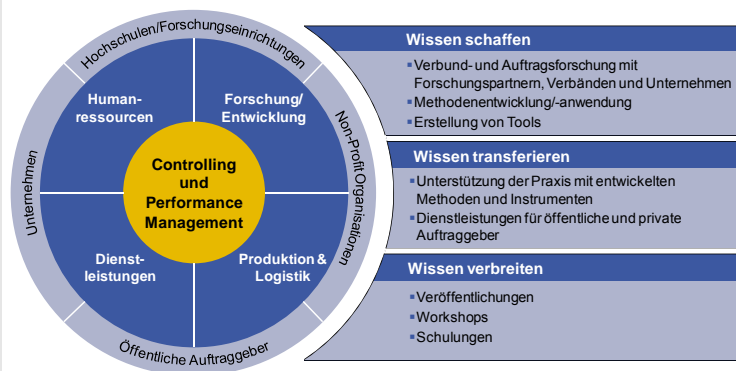 Hochschulen/Forschungseinrichtungen
Unternehmen
Non-Profit Organisationen
Öffentliche Auftraggeber
Human-
ressourcen
Forschung/
Entwicklung
Controlling
und
Performance
Management
Dienst-
leistungen
Produktion &
Logistik
Wissen schaffen
▪Verbund- und Auftragsforschung mit
Forschungspartnern, Verbänden und Unternehmen
▪Methodenentwicklung/-anwendung
▪Erstellung von Tools
Wissen transferieren
▪Unterstützung der Praxis mit entwickelten
Methoden und Instrumenten
▪Dienstleistungen für öffentliche und private
Auftraggeber
Wissen verbreiten
▪Veröffentlichungen
▪Workshops
▪Schulungen